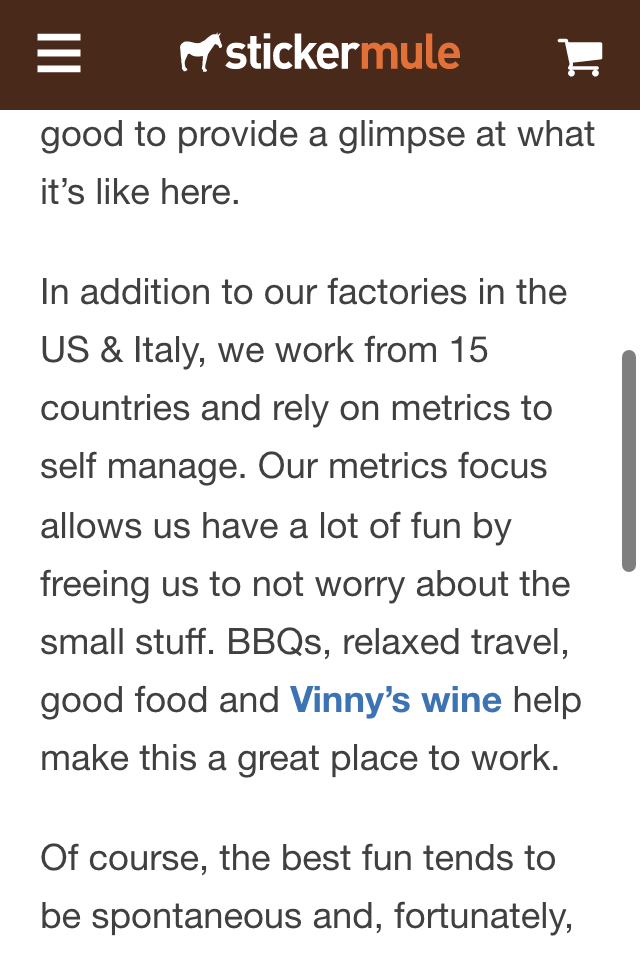 stickermule
good to provide a glimpse at what
it’s like here.
In addition to our factories in the
US & Italy, we work from 15
countries and rely on metrics to
self manage. Our metrics focus
allows us have a lot of fun by
freeing us to not worry about the
small stuff. BBQs, relaxed travel,
good food and Vinny’s wine help
make this a great place to work.
Of course, the best fun tends to
be spontaneous and, fortunately,